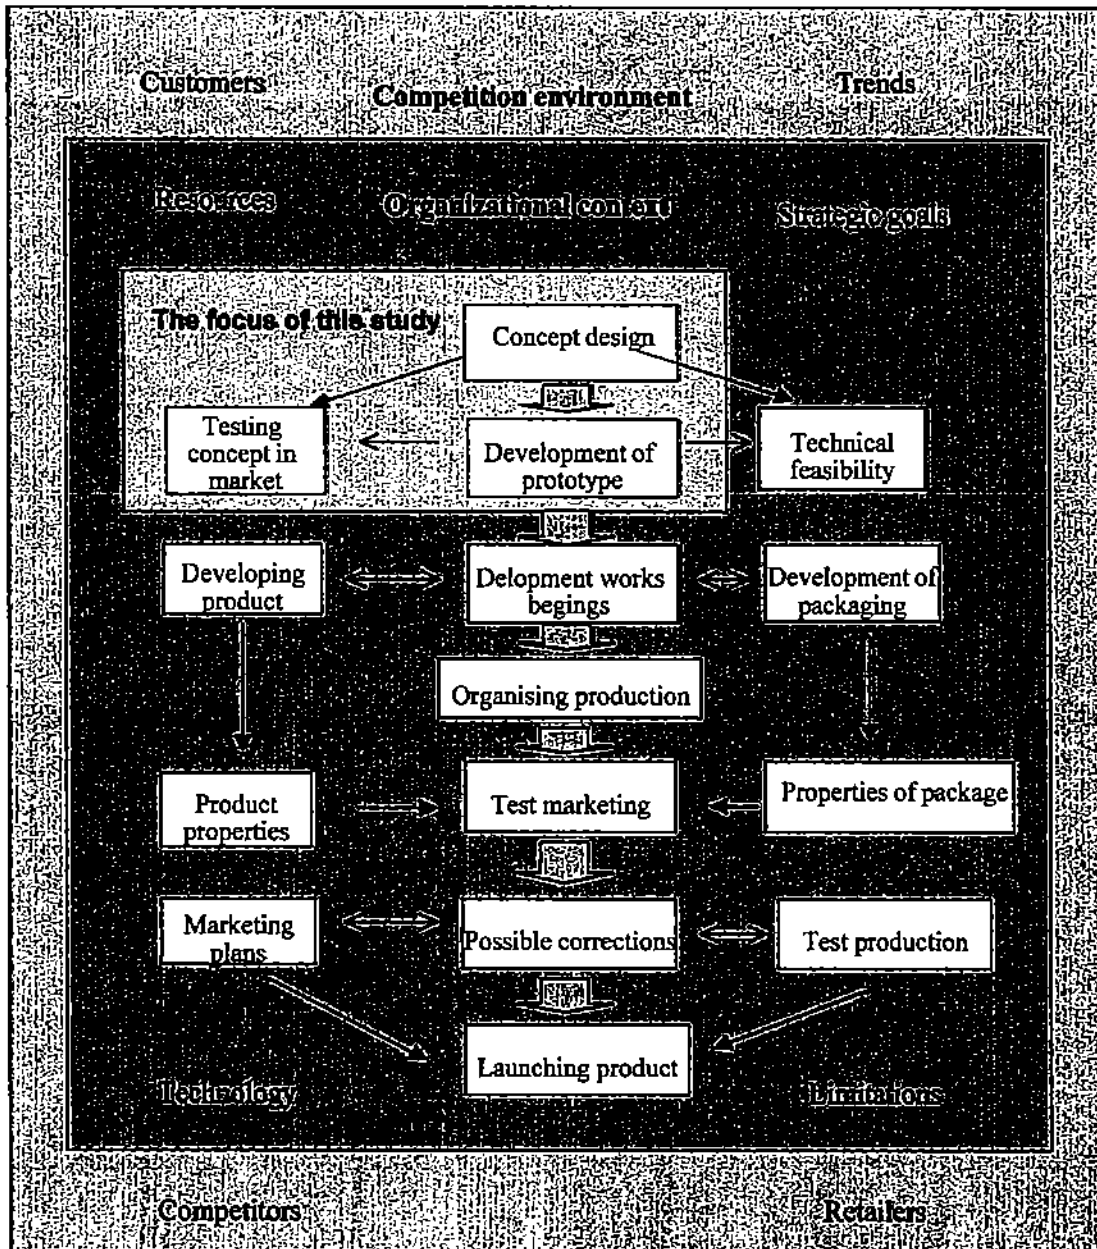 Customers
Competition environment
Trends
Resources
Organizational context
Strategic goals
The focus of this study
Concept design
Testing
concept in
market
Development of
prototype
Technical
feasibility
Developing
product
Delopment works
begings
Development of
packaging
Organising production
Product
properties
Test marketing
Properties of package
Marketing
plans
Possible corrections
Test production
Launching product
Technology
Limitations
Competitors
Retailers